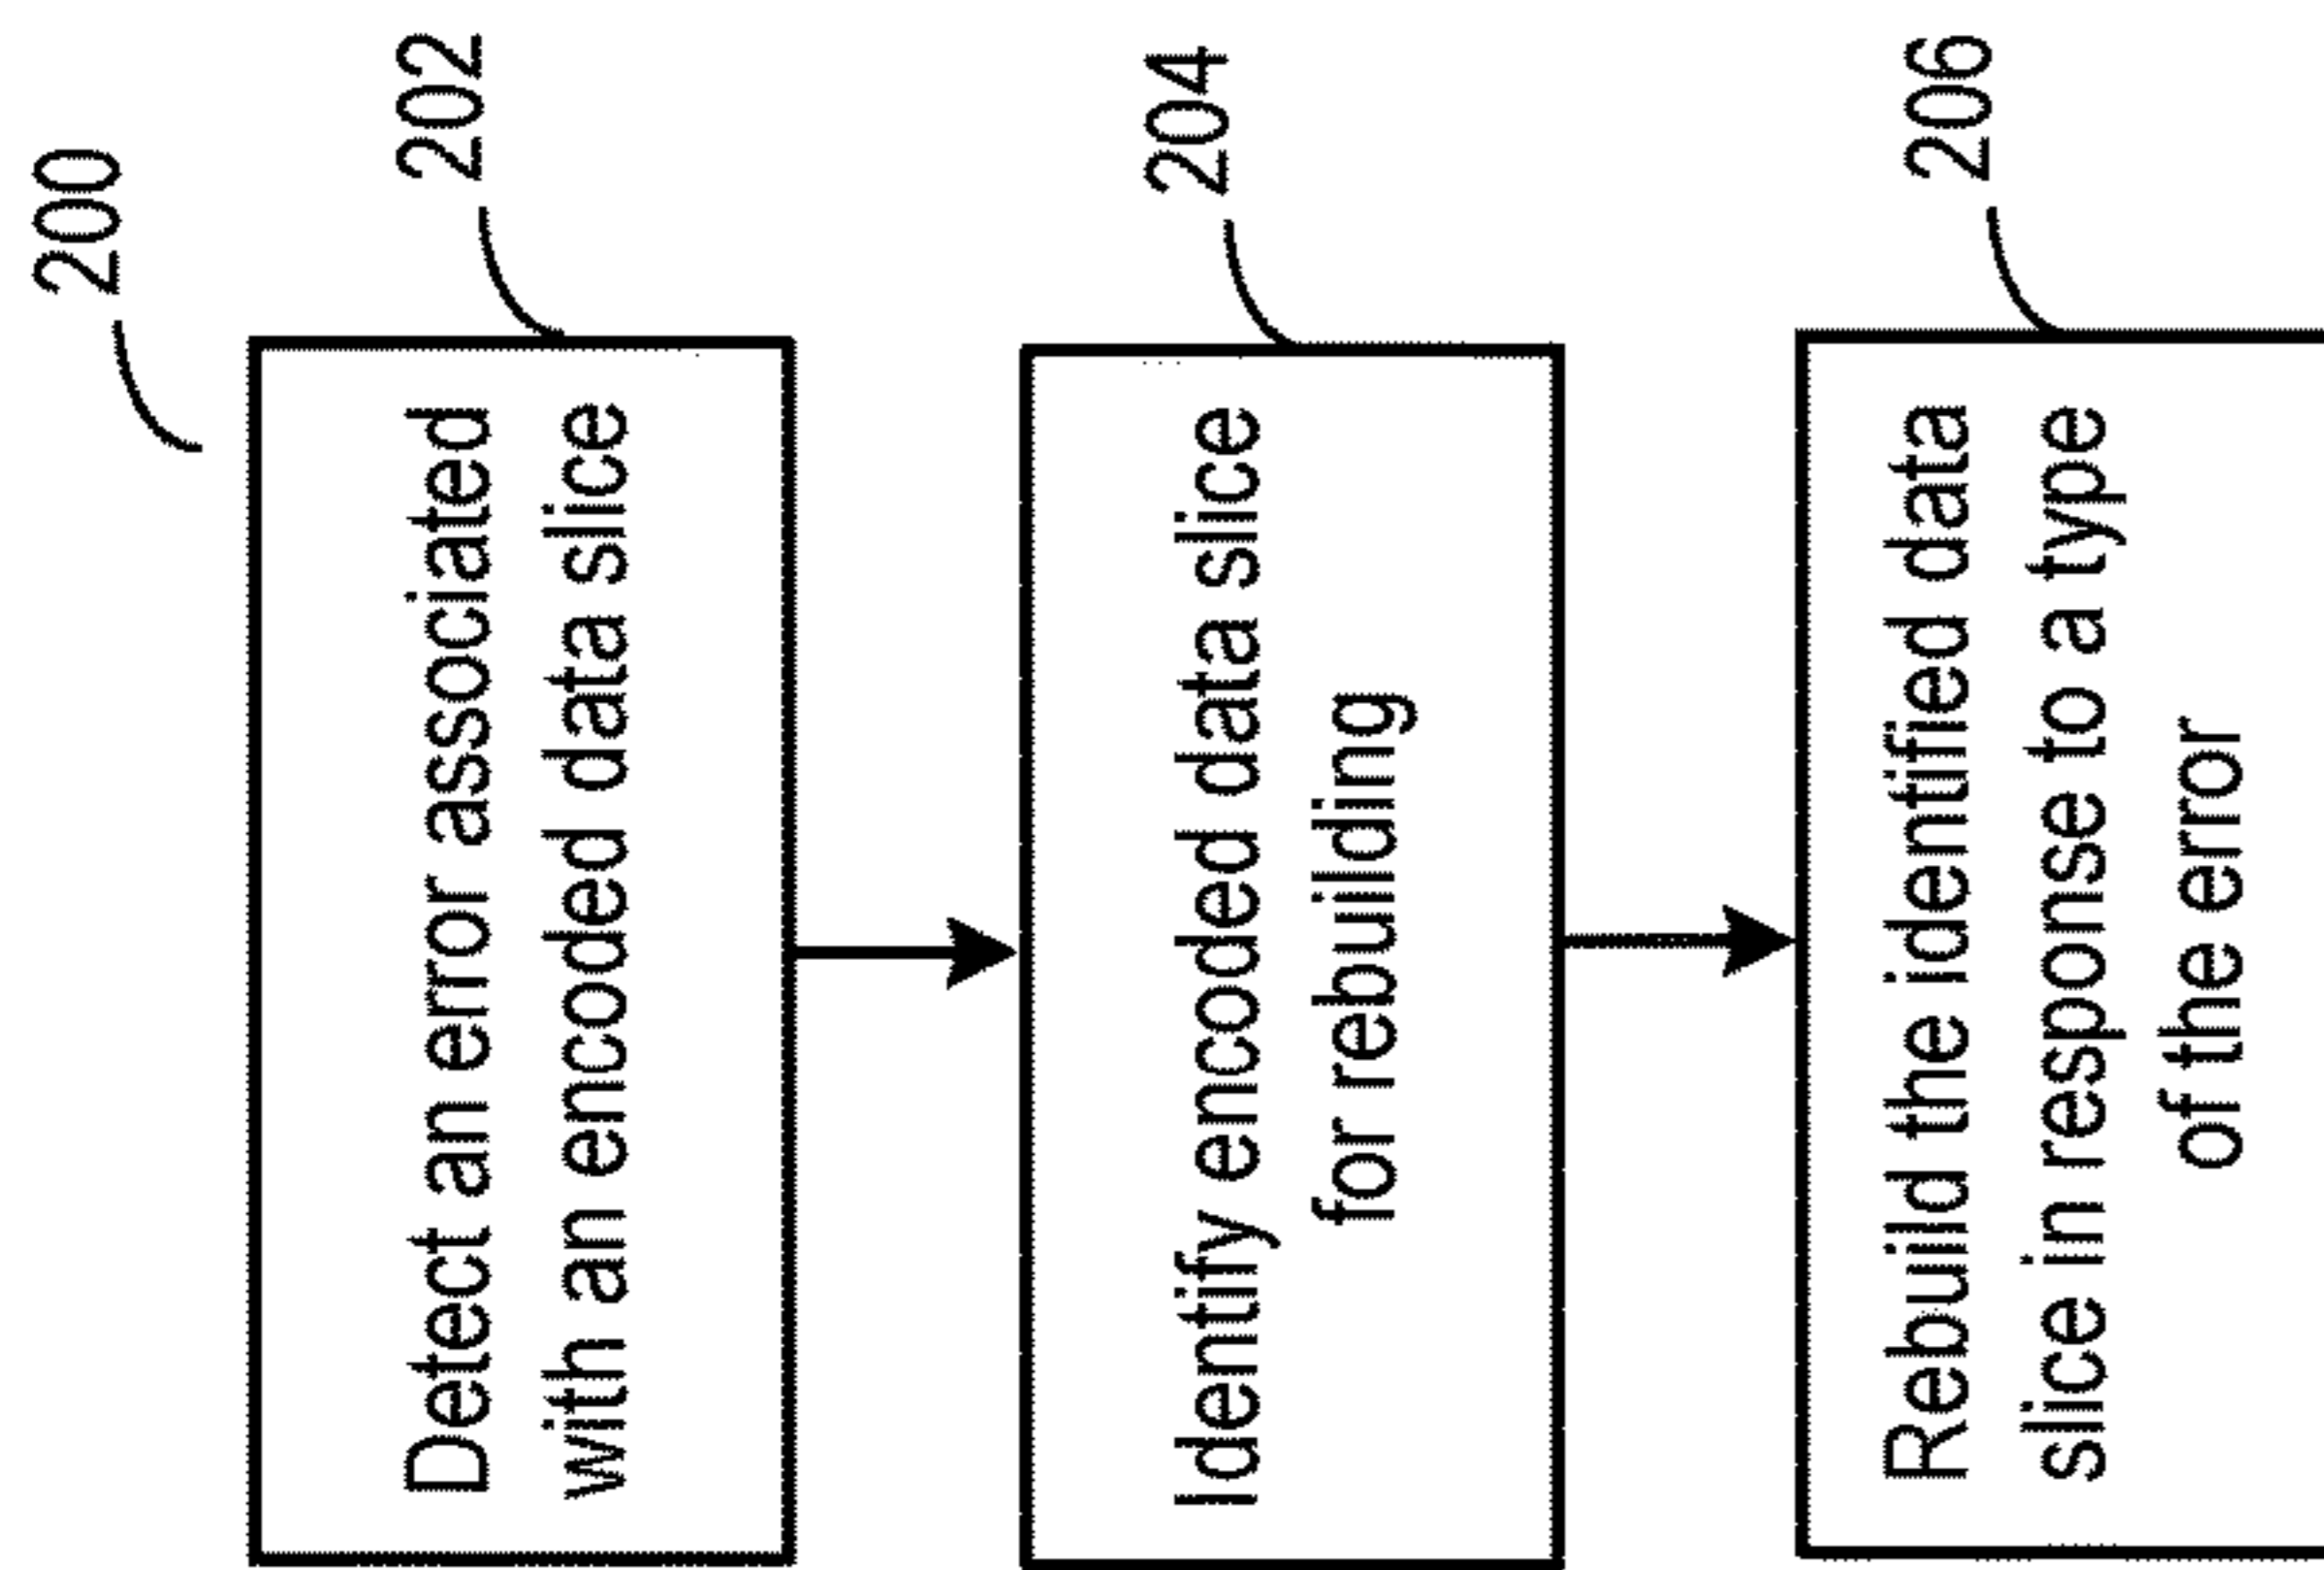 200
202
Detect an error associated
with an encoded data slice
204
Identify encoded data slice
for rebuilding
206
Rebuild the identified data
slice in response to a type
of the error